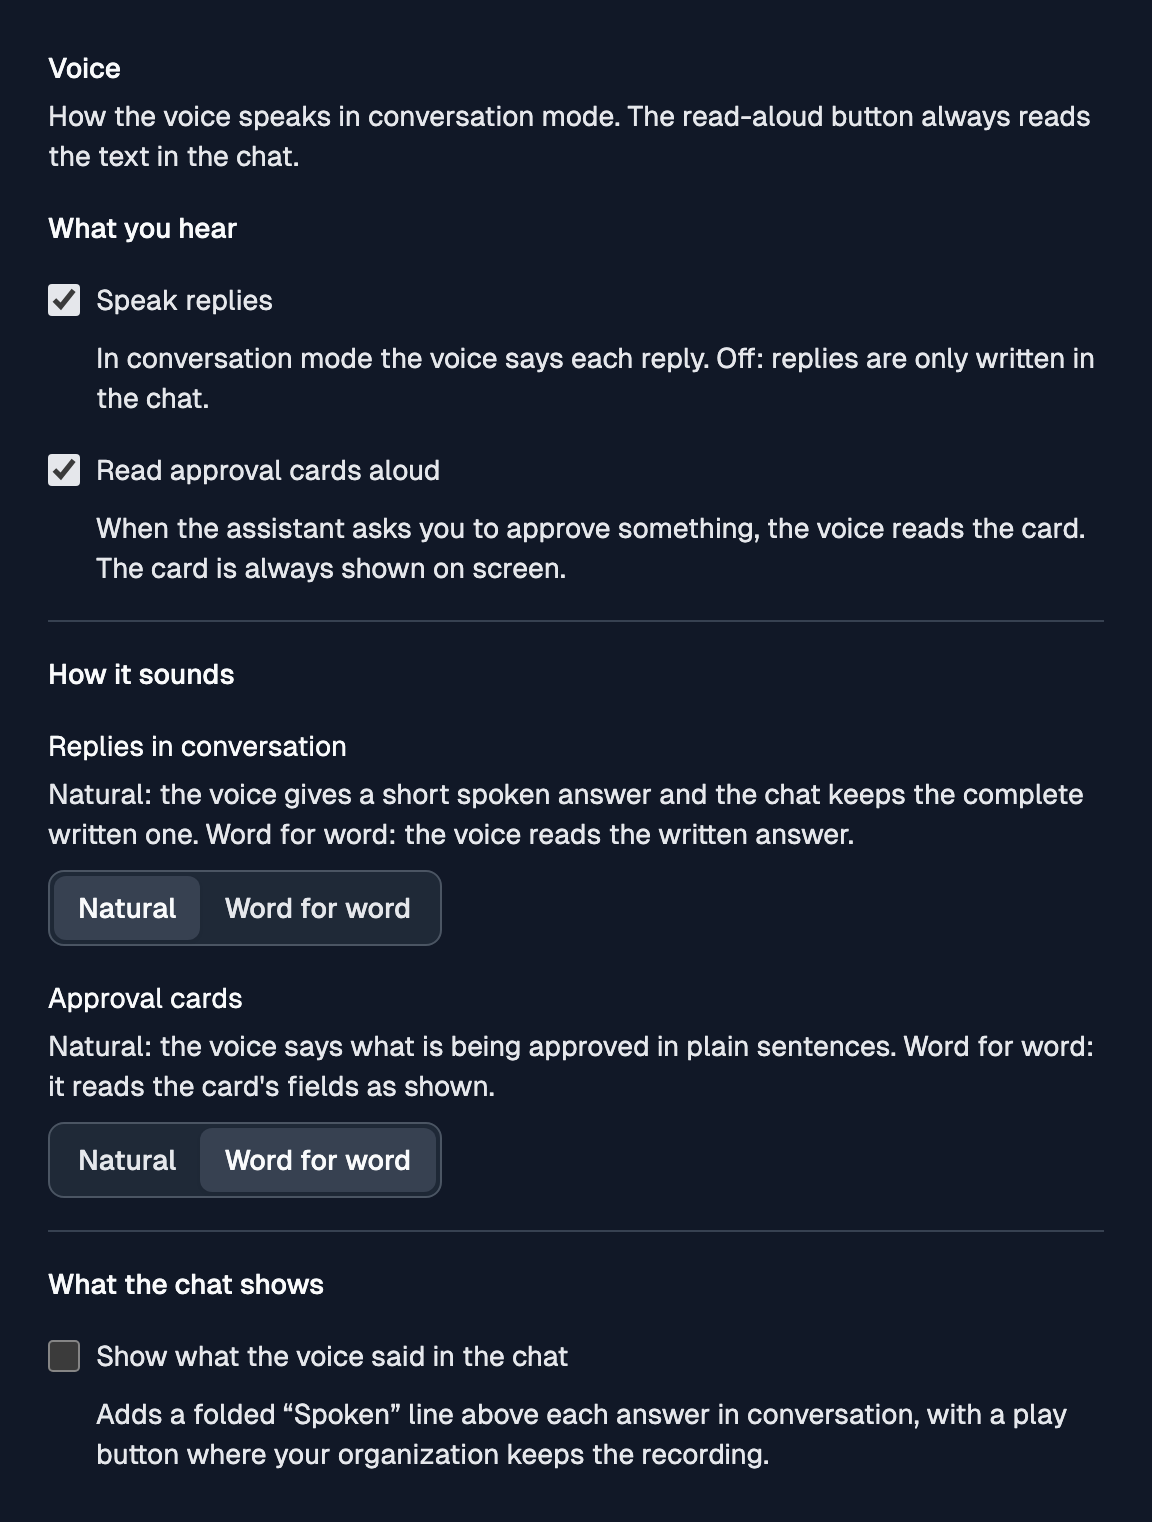 Voice
How the voice speaks in conversation mode. The read-aloud button always reads
the text in the chat.
What you hear
Speak replies
In conversation mode the voice says each reply. Off: replies are only written in
the chat.
Read approval cards aloud
When the assistant asks you to approve something, the voice reads the card.
The card is always shown on screen.
How it sounds
Replies in conversation
Natural: the voice gives a short spoken answer and the chat keeps the complete
written one. Word for word: the voice reads the written answer.
Natural Word for word
Approval cards
Natural: the voice says what is being approved in plain sentences. Word for word:
it reads the card's fields as shown.
Natural Word for word
What the chat shows
Show what the voice said in the chat
Adds a folded “Spoken” line above each answer in conversation, with a play
button where your organization keeps the recording.